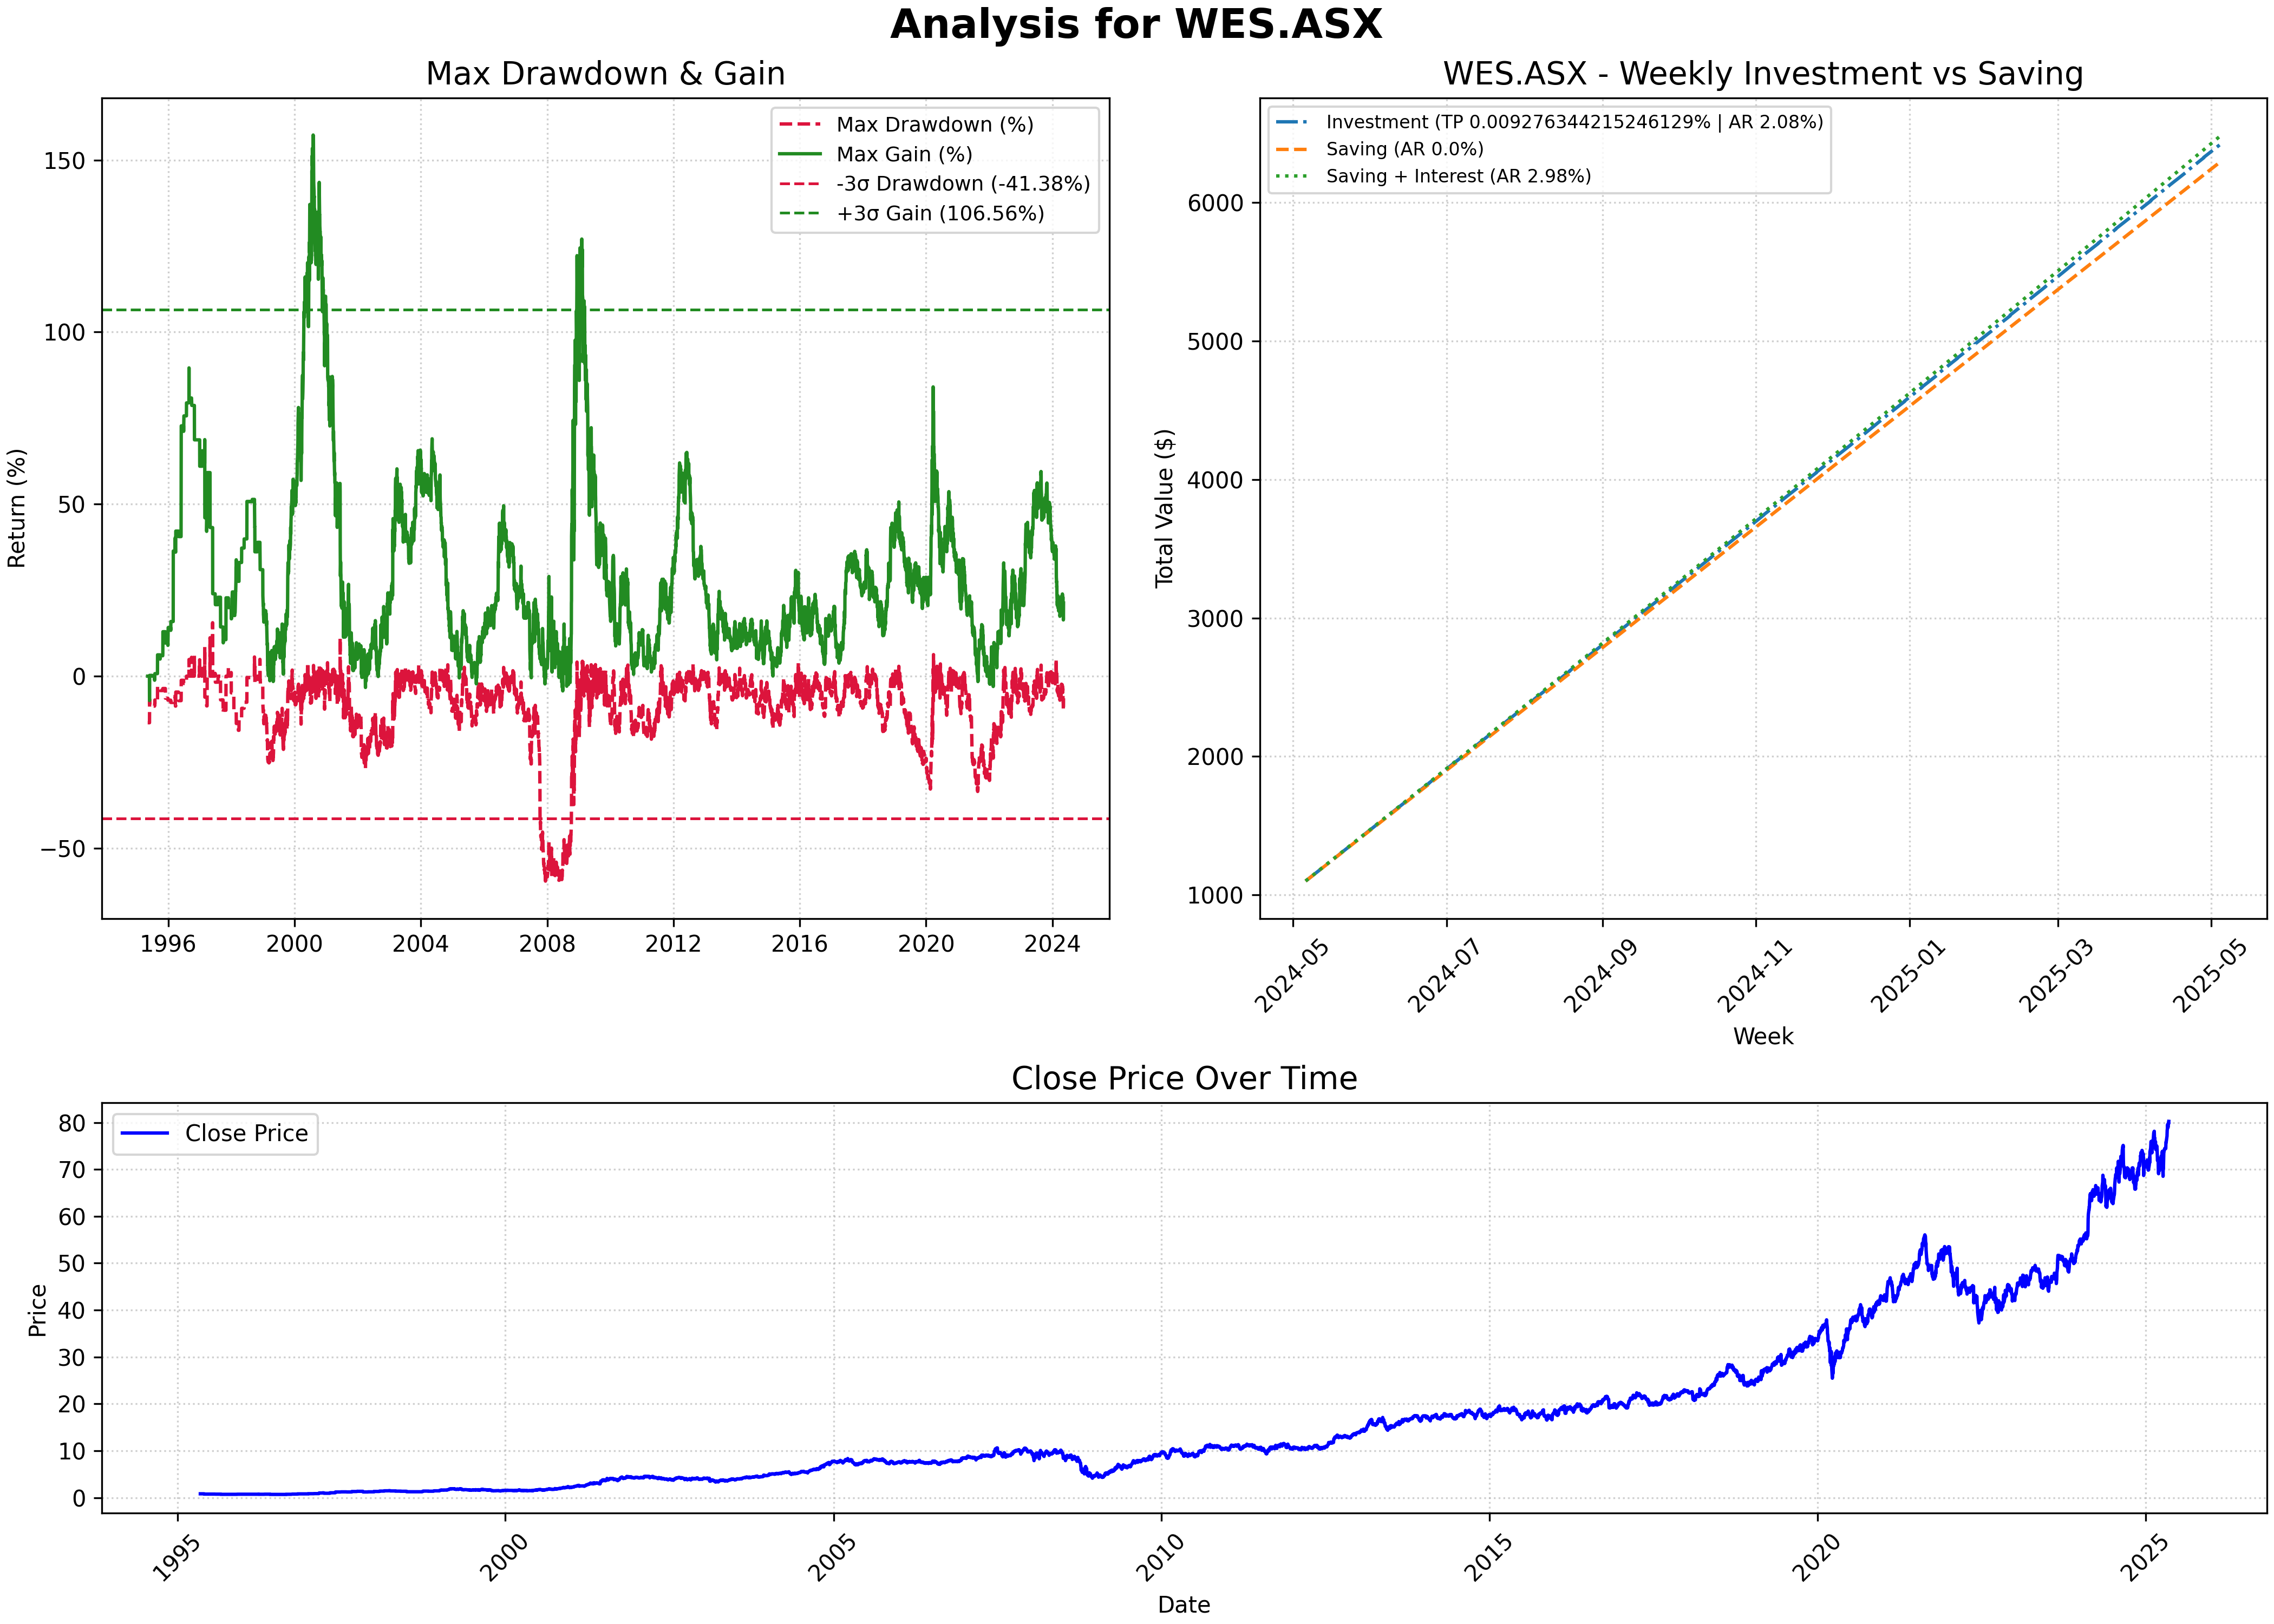 Analysis for WES.ASX
Max Drawdown & Gain
Max Drawdown (%)
Max Gain (%)
-3σ Drawdown (-41.38%)
+3σ Gain (106.56%)
Return (%)
150
100
50
0
−50
1996 2000 2004 2008 2012 2016 2020 2024
WES.ASX - Weekly Investment vs Saving
Investment (TP 0.009276344215246129% | AR 2.08%)
Saving (AR 0.0%)
Saving + Interest (AR 2.98%)
Total Value ($)
6000
5000
4000
3000
2000
1000
2024-05 2024-07 2024-09 2024-11 2025-01 2025-03 2025-05
Week
Close Price Over Time
Close Price
Price
80
70
60
50
40
30
20
10
0
1995 2000 2005 2010 2015 2020 2025
Date